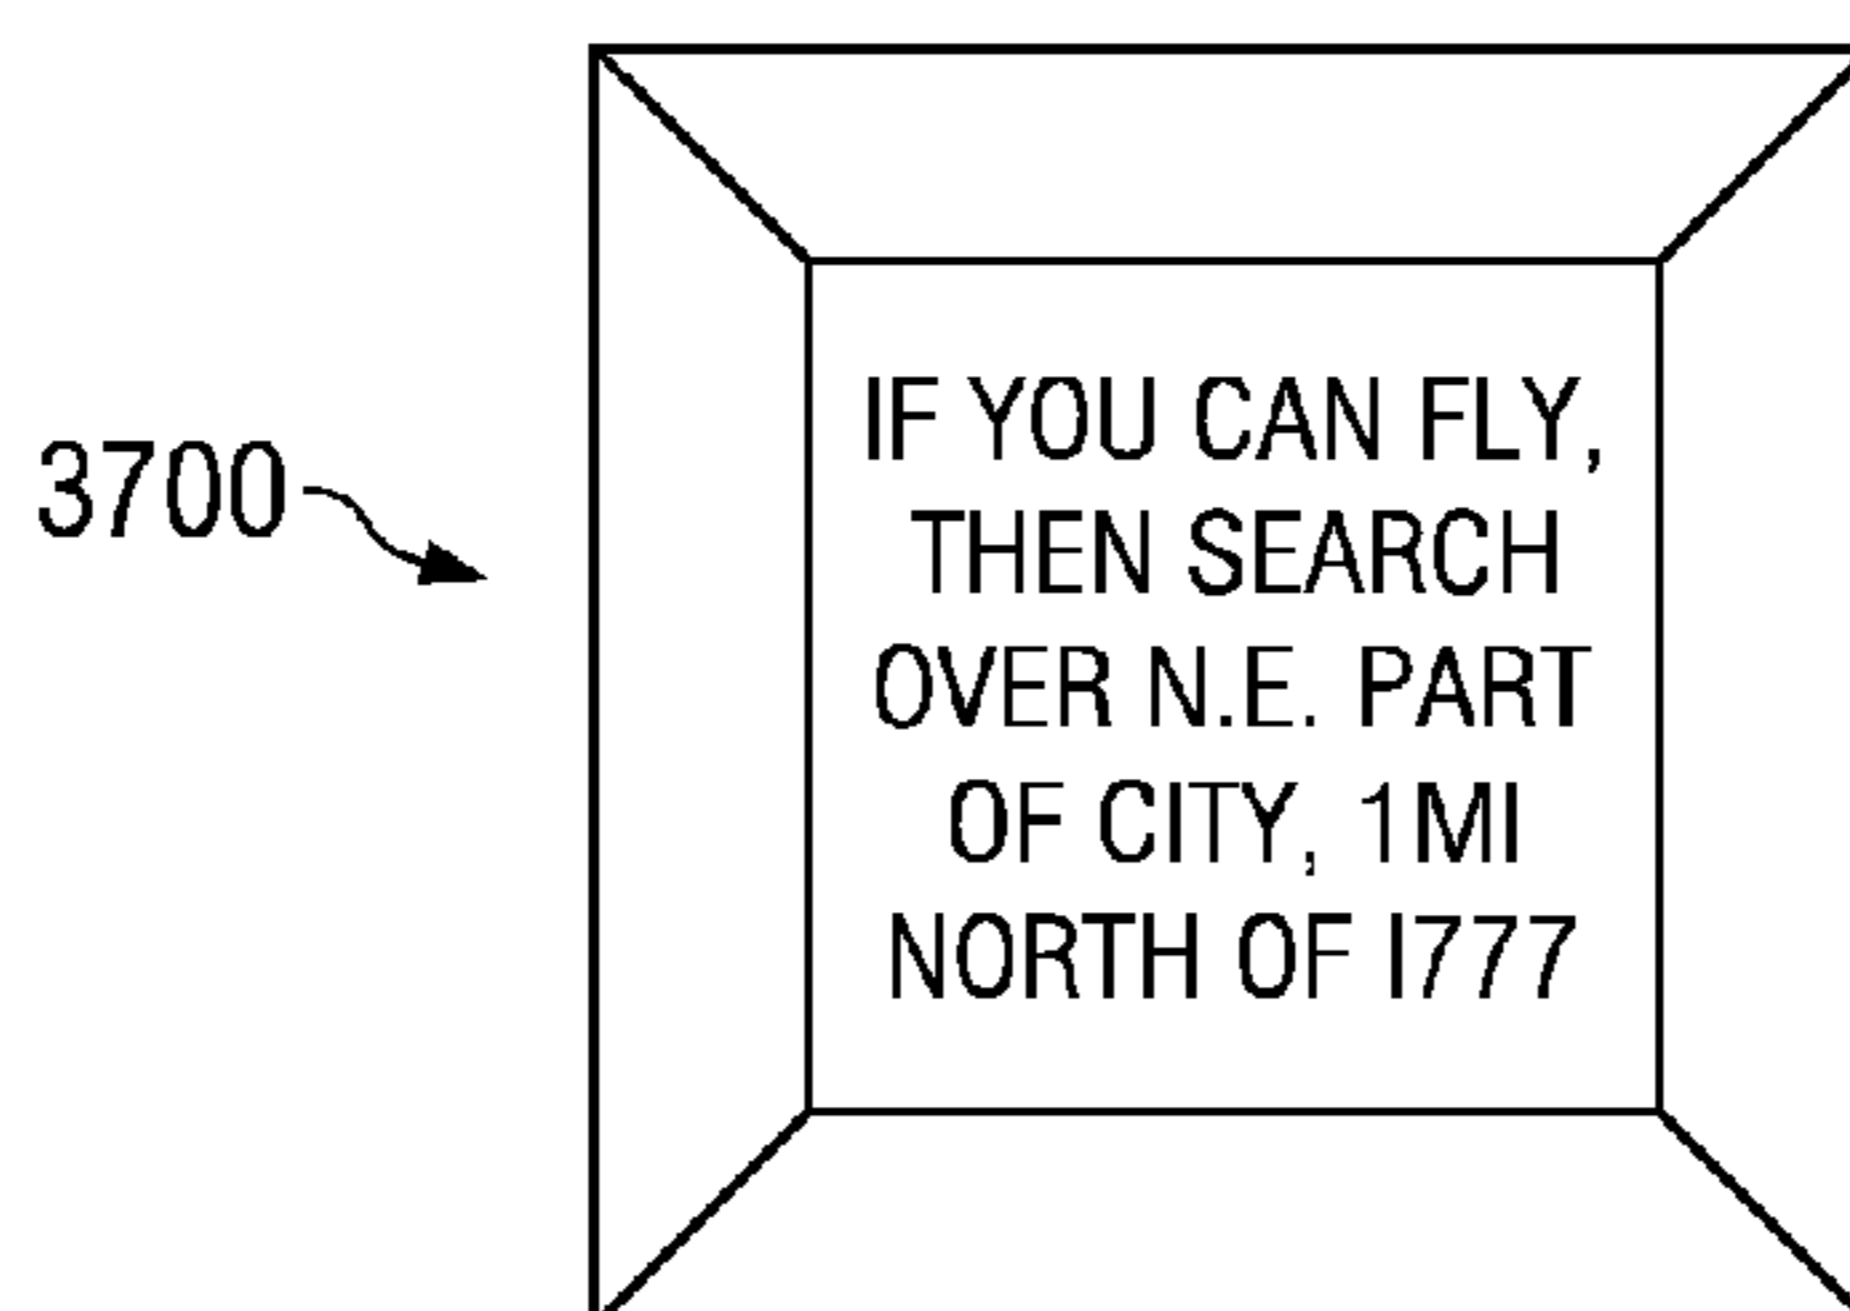 3700
IF YOU CAN FLY,
THEN SEARCH
OVER N.E. PART
OF CITY, 1MI
NORTH OF I777